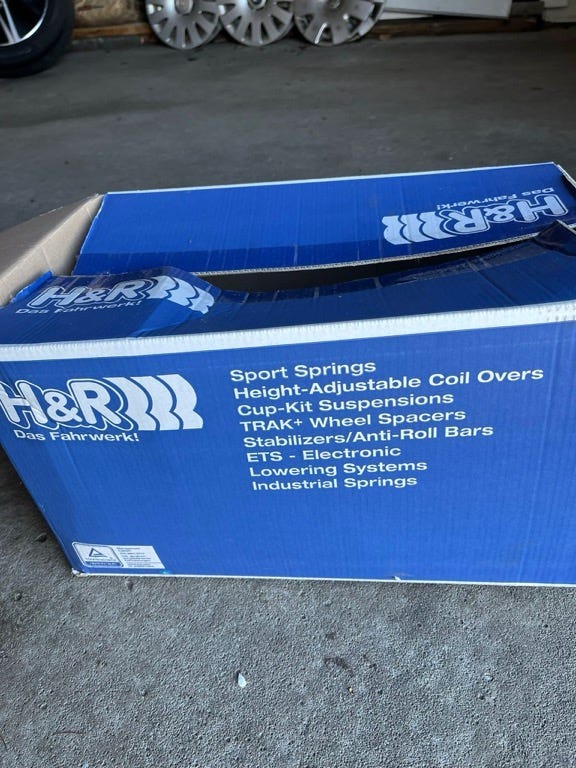 H&R
Das Fahrwerk!
H&R
Das Fahrwerk!
H&R
Das Fahrwerk!
Sport Springs
Height-Adjustable Coil Overs
Cup-Kit Suspensions
TRAK+ Wheel Spacers
Stabilizers/Anti-Roll Bars
ETS - Electronic
Lowering Systems
Industrial Springs